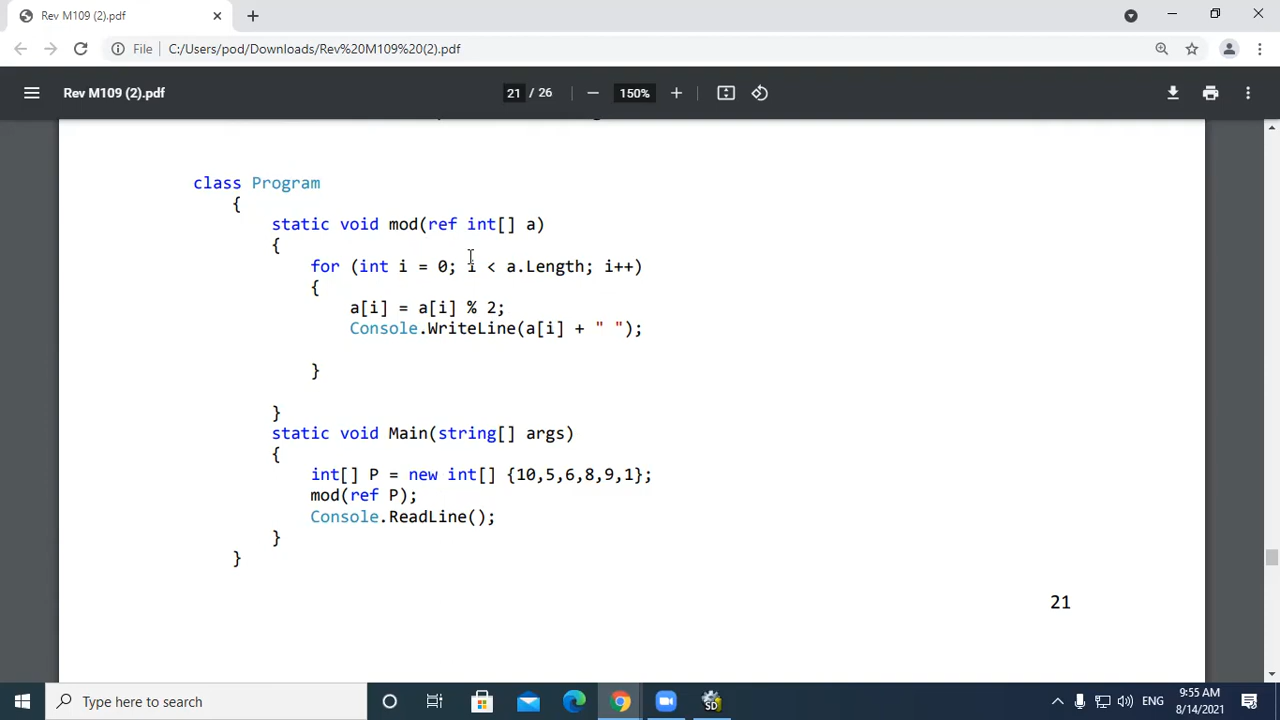 Rev M109 (2).pdf
File
C:/Users/pod/Downloads/Rev%20M109%20(2).pdf
Rev M109 (2).pdf
21 / 26
150%
class Program
{
static void mod(ref int[] a)
{
for (int i = 0; i < a.Length; i++)
{
a[i] = a[i] % 2;
Console.WriteLine(a[i] + " ");
}
}
static void Main(string[] args)
{
int[] P = new int[] {10,5,6,8,9,1};
mod(ref P);
Console.ReadLine();
}
}
21
Type here to search
SD
ENG
9:55 AM
8/14/2021